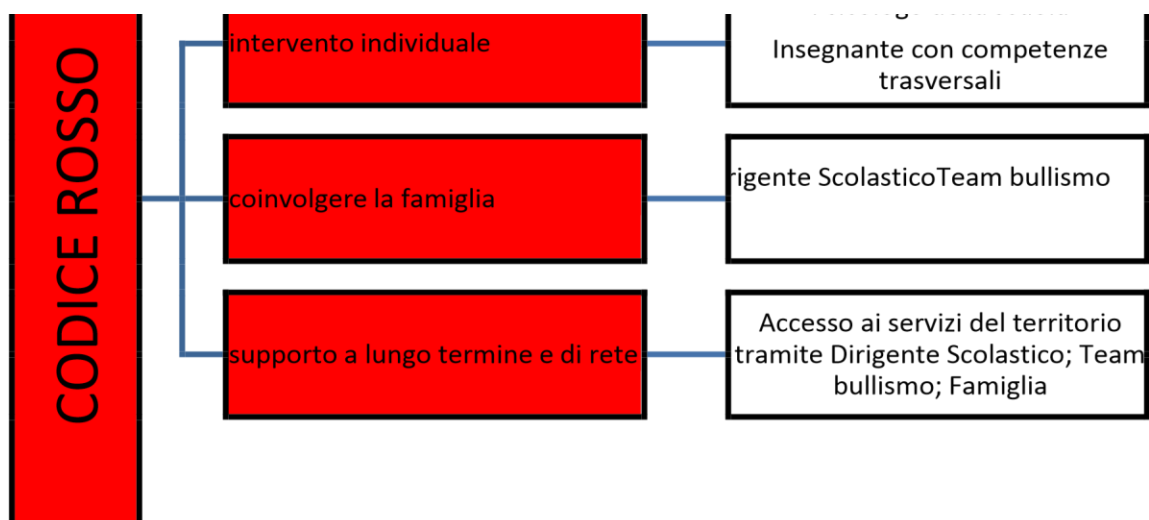 CODICE ROSSO
intervento individuale
Insegnante con competenze
trasversali
coinvolgere la famiglia
rigente ScolasticoTeam bullismo
supporto a lungo termine e di rete
Accesso ai servizi del territorio
tramite Dirigente Scolastico; Team
bullismo; Famiglia